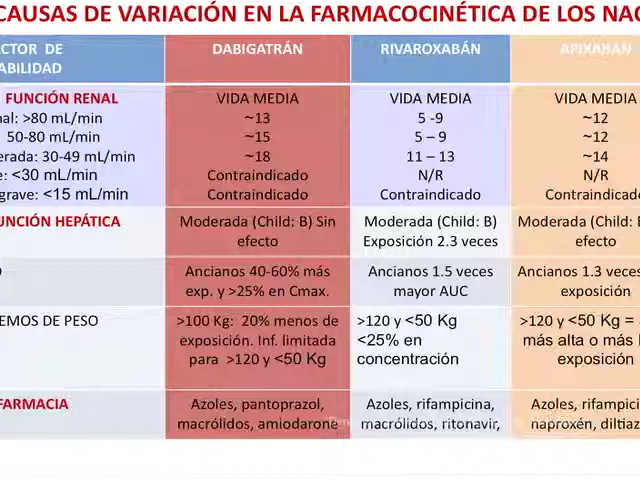 CAUSAS DE VARIACIÓN EN LA FARMACOCINÉTICA DE LOS NAC
CTOR DE
ABILIDAD
DABIGATRÁN
RIVAROXABÁN
APIXABAN
FUNCIÓN RENAL
nal: >80 mL/min
50-80 mL/min
erada: 30-49 mL/min
e: <30 mL/min
grave: <15 mL/min
VIDA MEDIA
~13
~15
~18
Contraindicado
Contraindicado
VIDA MEDIA
5 -9
5 – 9
11 – 13
N/R
Contraindicado
VIDA MEDIA
~12
~12
~14
N/R
Contraindicado
UNCIÓN HEPÁTICA
Moderada (Child: B) Sin
efecto
Moderada (Child: B)
Exposición 2.3 veces
Moderada (Child: B
efecto
Ancianos 40-60% más
exp. y >25% en Cmax.
Ancianos 1.5 veces
mayor AUC
Ancianos 1.3 veces
exposición
EMOS DE PESO
>100 Kg: 20% menos de
exposición. Inf. limitada
para >120 y <50 Kg
>120 y <50 Kg
<25% en
concentración
>120 y <50 Kg =
más alta o más
exposición
FARMACIA
Azoles, pantoprazol,
macrólidos, amiodarone
Azoles, rifampicina,
macrólidos, ritonavir,
Azoles, rifampici
naproxén, diltiaz